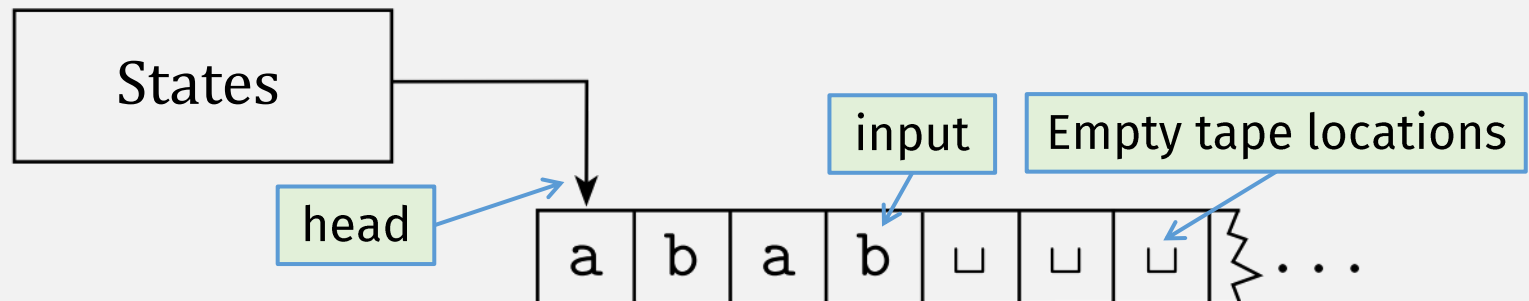 States
input
Empty tape locations
head
a b a b ␣ ␣ ␣ ...